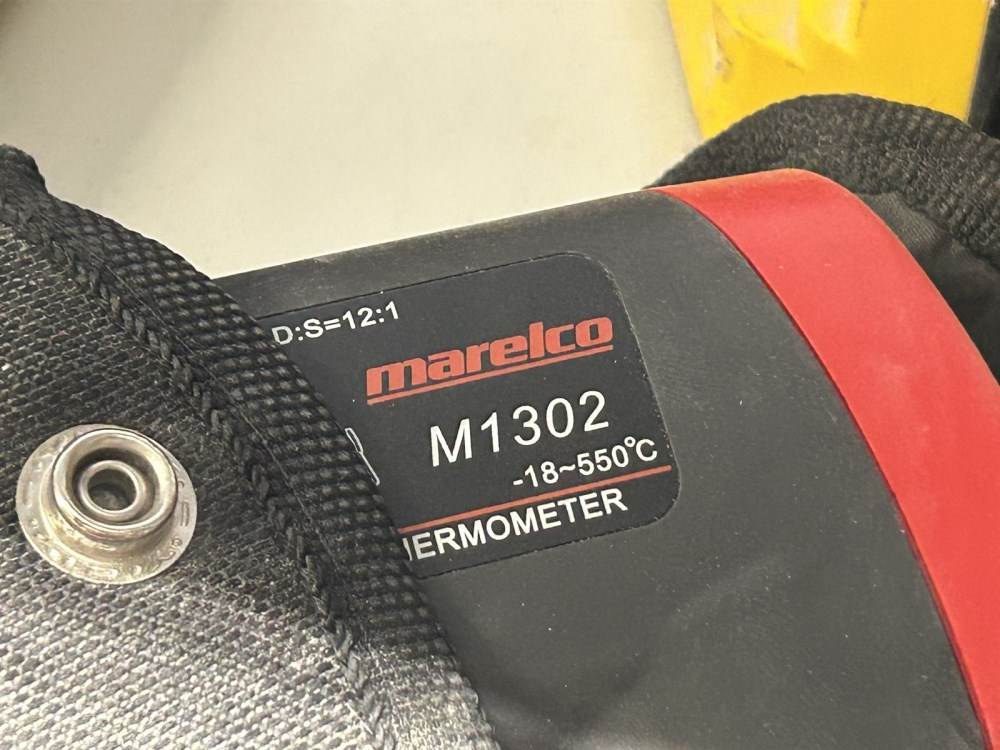 D:S=12:1
marelco
M1302
-18~550°C
HERMOMETER